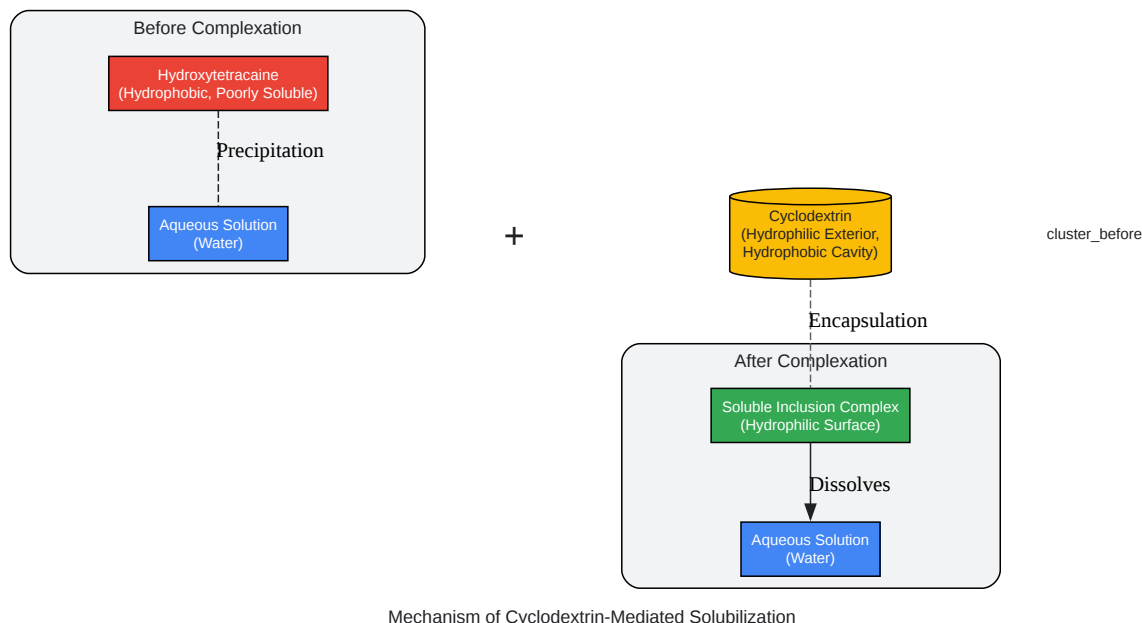 Before Complexation
Hydroxytetracaine
(Hydrophobic, Poorly Soluble)
Precipitation
Aqueous Solution
(Water)
+
Cyclodextrin
(Hydrophilic Exterior,
Hydrophobic Cavity)
cluster_before
Encapsulation
After Complexation
Soluble Inclusion Complex
(Hydrophilic Surface)
Dissolves
Aqueous Solution
(Water)
Mechanism of Cyclodextrin-Mediated Solubilization